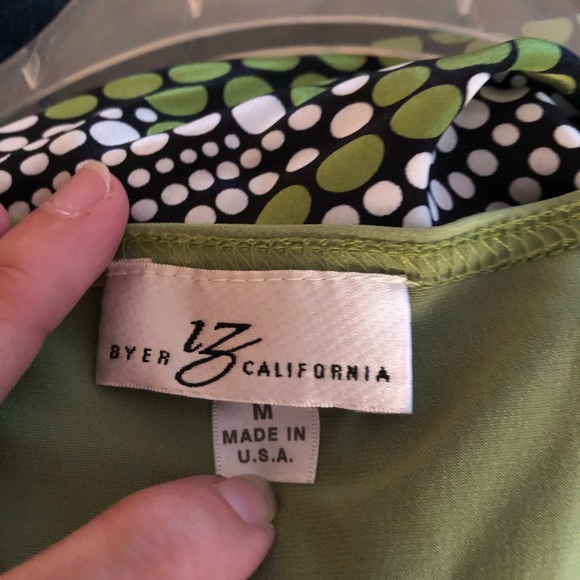 BYER IZ CALIFORNIA
M
MADE IN
U.S.A.